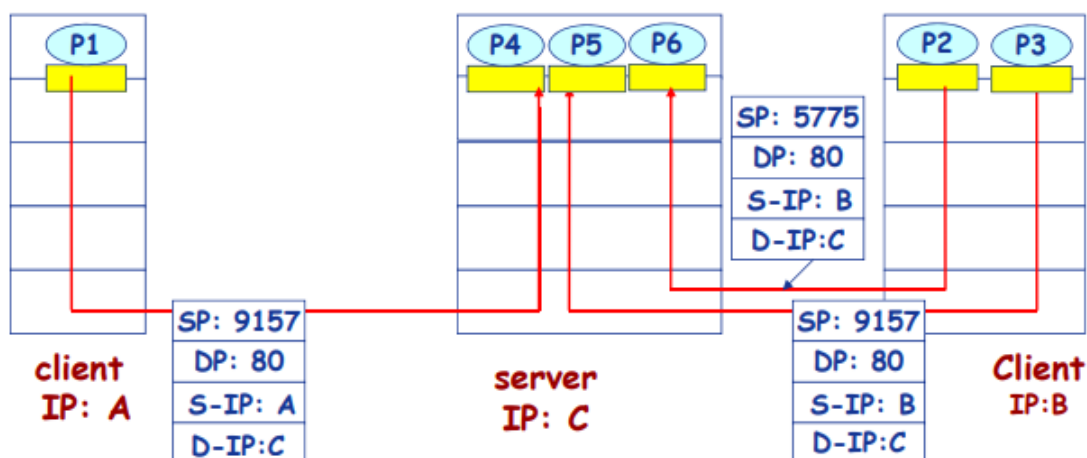 P1
P4 P5 P6
P2 P3
SP: 5775
DP: 80
S-IP: B
D-IP:C
SP: 9157
DP: 80
S-IP: A
D-IP:C
SP: 9157
DP: 80
S-IP: B
D-IP:C
client
IP: A
server
IP: C
Client
IP:B